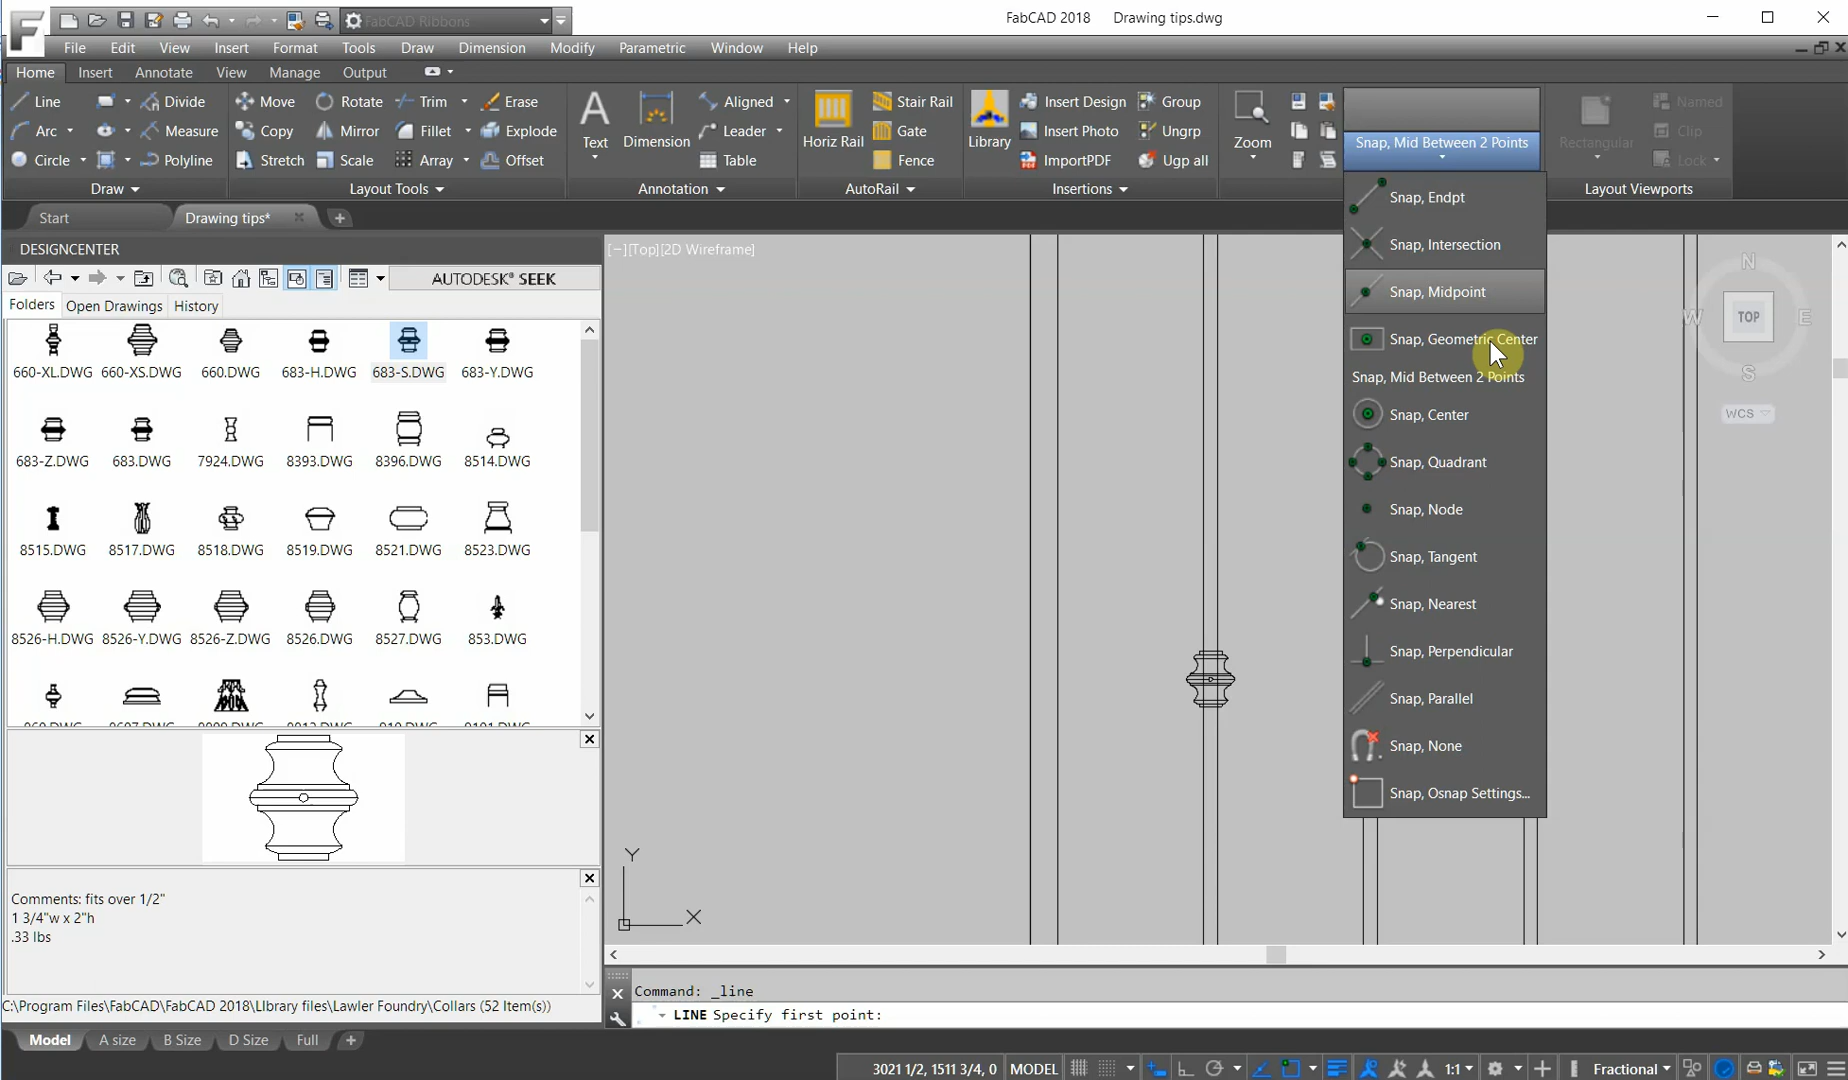 FabCAD Ribbons
FabCAD 2018 Drawing tips.dwg
File Edit View Insert Format Tools Draw Dimension Modify Parametric Window Help
Home Insert Annotate View Manage Output
Line Divide Move Rotate Trim Erase Aligned Stair Rail Insert Design Group Named
Arc Measure Copy Mirror Fillet Explode Text Dimension Leader Horiz Rail Gate Library Insert Photo Ungrp Zoom Snap, Mid Between 2 Points Rectangular Clip
Circle Polyline Stretch Scale Array Offset Table Fence ImportPDF Ugp all Lock
Draw Layout Tools Annotation AutoRail Insertions Layout Viewports
Start Drawing tips* +
DESIGNCENTER
AUTODESK® SEEK
Folders Open Drawings History
660-XL.DWG 660-XS.DWG 660.DWG 683-H.DWG 683-S.DWG 683-Y.DWG
683-Z.DWG 683.DWG 7924.DWG 8393.DWG 8396.DWG 8514.DWG
8515.DWG 8517.DWG 8518.DWG 8519.DWG 8521.DWG 8523.DWG
8526-H.DWG 8526-Y.DWG 8526-Z.DWG 8526.DWG 8527.DWG 853.DWG
Comments: fits over 1/2"
1 3/4"w x 2"h
.33 lbs
C:\Program Files\FabCAD\FabCAD 2018\LIbrary files\Lawler Foundry\Collars (52 Item(s))
[−][Top][2D Wireframe]
Snap, Endpt
Snap, Intersection
Snap, Midpoint
Snap, Geometric Center
Snap, Mid Between 2 Points
Snap, Center
Snap, Quadrant
Snap, Node
Snap, Tangent
Snap, Nearest
Snap, Perpendicular
Snap, Parallel
Snap, None
Snap, Osnap Settings...
N
W TOP E
S
WCS
Y
X
Command: _line
LINE Specify first point:
Model A size B Size D Size Full +
3021 1/2, 1511 3/4, 0 MODEL 1:1 Fractional